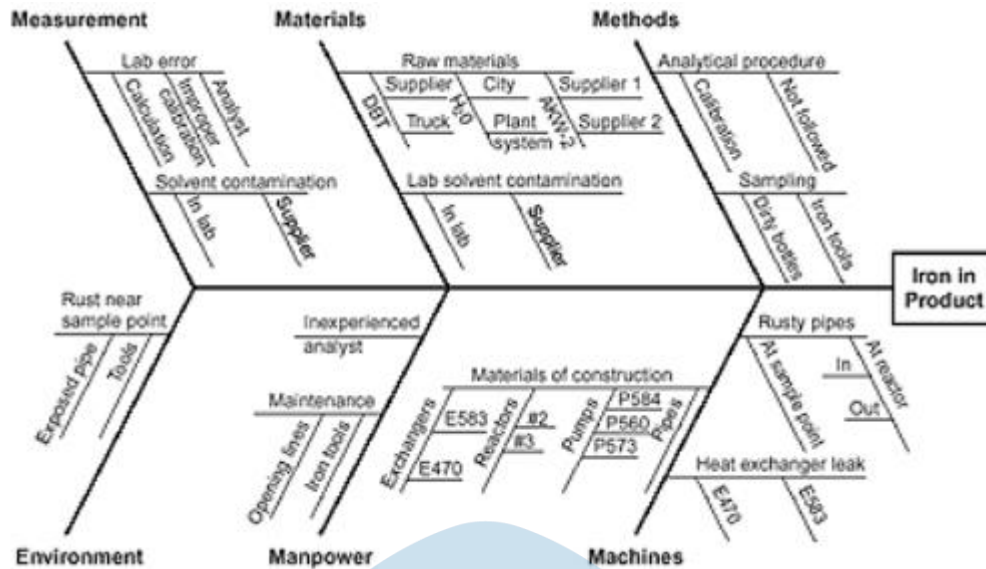 Measurement
Materials
Methods
Lab error
Calculation
Improper
calibration
Analyst
Solvent contamination
In lab
Supplier
Raw materials
DBT
Supplier
Truck
H₂0
City
Plant
system
AKW-2
Supplier 1
Supplier 2
Lab solvent contamination
In lab
Supplier
Analytical procedure
Calibration
Not followed
Sampling
Dirty bottles
Iron tools
Iron in
Product
Rust near
sample point
Exposed pipe
Tools
Inexperienced
analyst
Maintenance
Opening lines
Iron tools
Materials of construction
Exchangers
E583
E470
Reactors
#2
#3
Pumps
P584
P560
P573
Pipes
Rusty pipes
At sample point
At reactor
In
Out
Heat exchanger leak
E470
E583
Environment
Manpower
Machines